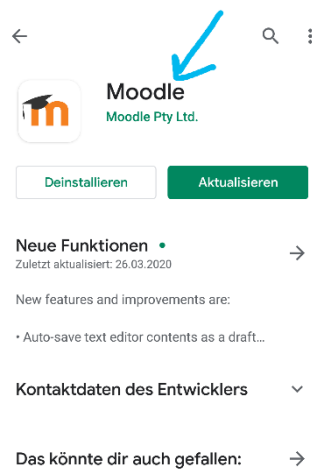 Moodle
Moodle Pty Ltd.
Deinstallieren
Aktualisieren
Neue Funktionen •
Zuletzt aktualisiert: 26.03.2020
New features and improvements are:
• Auto-save text editor contents as a draft…
Kontaktdaten des Entwicklers
Das könnte dir auch gefallen: